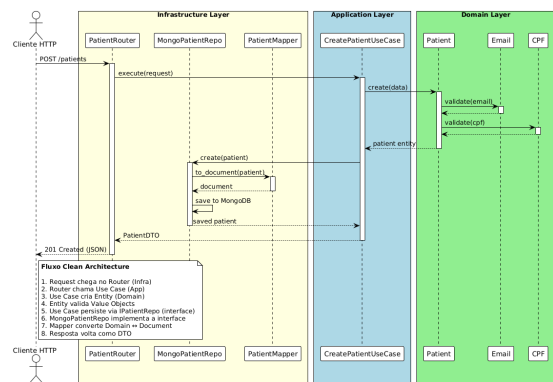 Infrastructure Layer
Application Layer
Domain Layer
Cliente HTTP
PatientRouter
MongoPatientRepo
PatientMapper
CreatePatientUseCase
Patient
Email
CPF
POST /patients
execute(request)
create(data)
validate(email)
validate(cpf)
patient entity
create(patient)
to_document(patient)
document
save to MongoDB
saved patient
PatientDTO
201 Created (JSON)
Fluxo Clean Architecture
1. Request chega no Router (Infra)
2. Router chama Use Case (App)
3. Use Case cria Entity (Domain)
4. Entity valida Value Objects
5. Use Case persiste via IPatientRepo (interface)
6. MongoPatientRepo implementa a interface
7. Mapper converte Domain ↔ Document
8. Resposta volta como DTO
Cliente HTTP
PatientRouter
MongoPatientRepo
PatientMapper
CreatePatientUseCase
Patient
Email
CPF